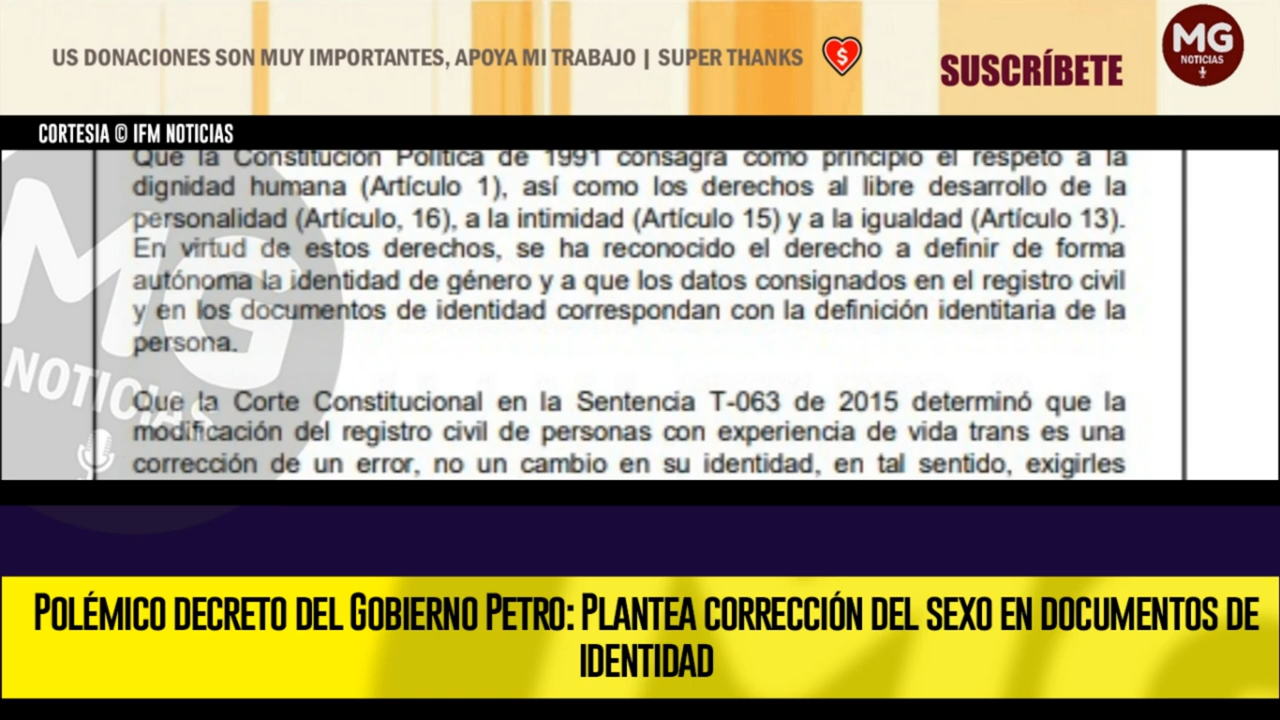 US DONACIONES SON MUY IMPORTANTES, APOYA MI TRABAJO | SUPER THANKS
SUSCRÍBETE
MG
NOTICIAS
CORTESIA © IFM NOTICIAS
Que la Constitución Política de 1991 consagra como principio el respeto a la
dignidad humana (Artículo 1), así como los derechos al libre desarrollo de la
personalidad (Artículo, 16), a la intimidad (Artículo 15) y a la igualdad (Artículo 13).
En virtud de estos derechos, se ha reconocido el derecho a definir de forma
autónoma la identidad de género y a que los datos consignados en el registro civil
y en los documentos de identidad correspondan con la definición identitaria de la
persona.
Que la Corte Constitucional en la Sentencia T-063 de 2015 determinó que la
modificación del registro civil de personas con experiencia de vida trans es una
corrección de un error, no un cambio en su identidad, en tal sentido, exigirles
MG
NOTICIAS
POLÉMICO DECRETO DEL GOBIERNO PETRO: PLANTEA CORRECCIÓN DEL SEXO EN DOCUMENTOS DE
IDENTIDAD